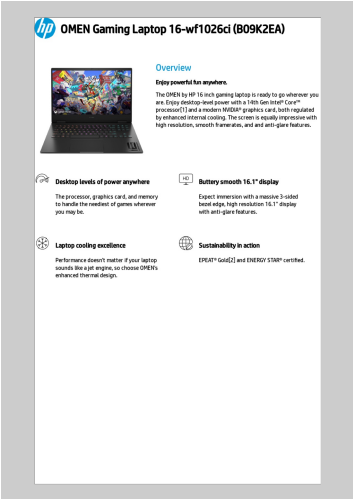 hp OMEN Gaming Laptop 16-wf1026ci (B09K2EA)
Overview
Enjoy powerful fun anywhere.
The OMEN by HP 16 inch gaming laptop is ready to go wherever you
are. Enjoy desktop-level power with a 14th Gen Intel® Core™
processor[1] and a modern NVIDIA® graphics card, both regulated
by enhanced internal cooling. The screen is equally impressive with
high resolution, smooth framerates, and and anti-glare features.
Desktop levels of power anywhere
The processor, graphics card, and memory
to handle the neediest of games wherever
you may be.
HD
Buttery smooth 16.1" display
Expect immersion with a massive 3-sided
bezel edge, high resolution 16.1" display
with anti-glare features.
Laptop cooling excellence
Performance doesn't matter if your laptop
sounds like a jet engine, so choose OMEN's
enhanced thermal design.
Sustainability in action
EPEAT® Gold[2] and ENERGY STAR® certified.